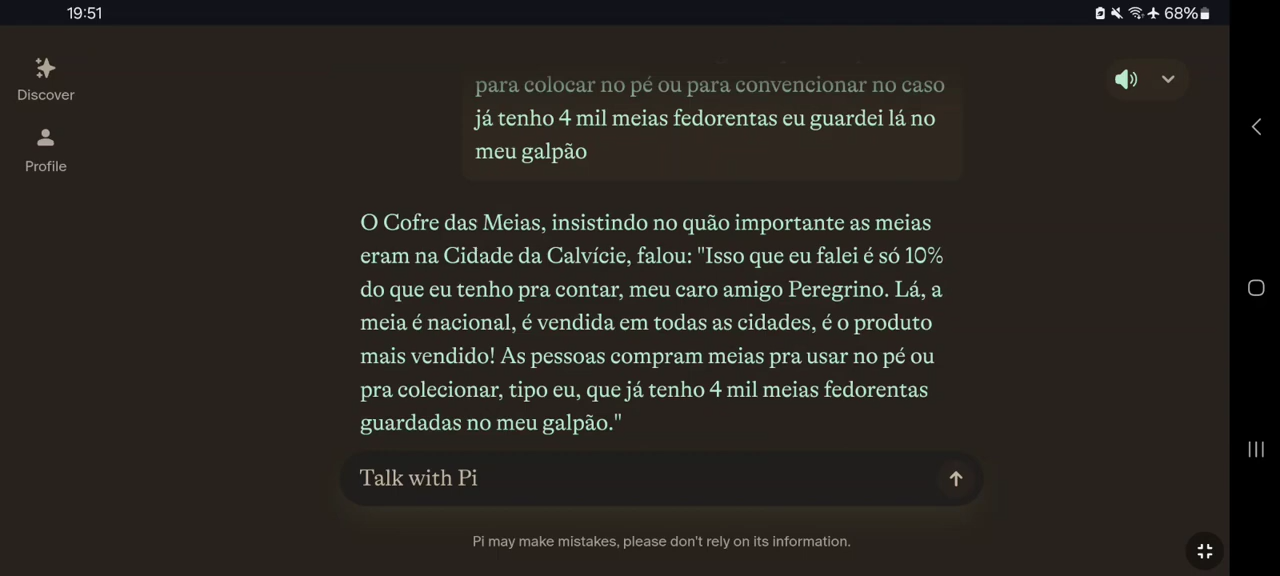 19:51
68%
Discover
Profile
para colocar no pé ou para convencionar no caso
já tenho 4 mil meias fedorentas eu guardei lá no
meu galpão
O Cofre das Meias, insistindo no quão importante as meias
eram na Cidade da Calvície, falou: "Isso que eu falei é só 10%
do que eu tenho pra contar, meu caro amigo Peregrino. Lá, a
meia é nacional, é vendida em todas as cidades, é o produto
mais vendido! As pessoas compram meias pra usar no pé ou
pra colecionar, tipo eu, que já tenho 4 mil meias fedorentas
guardadas no meu galpão."
Talk with Pi
Pi may make mistakes, please don't rely on its information.